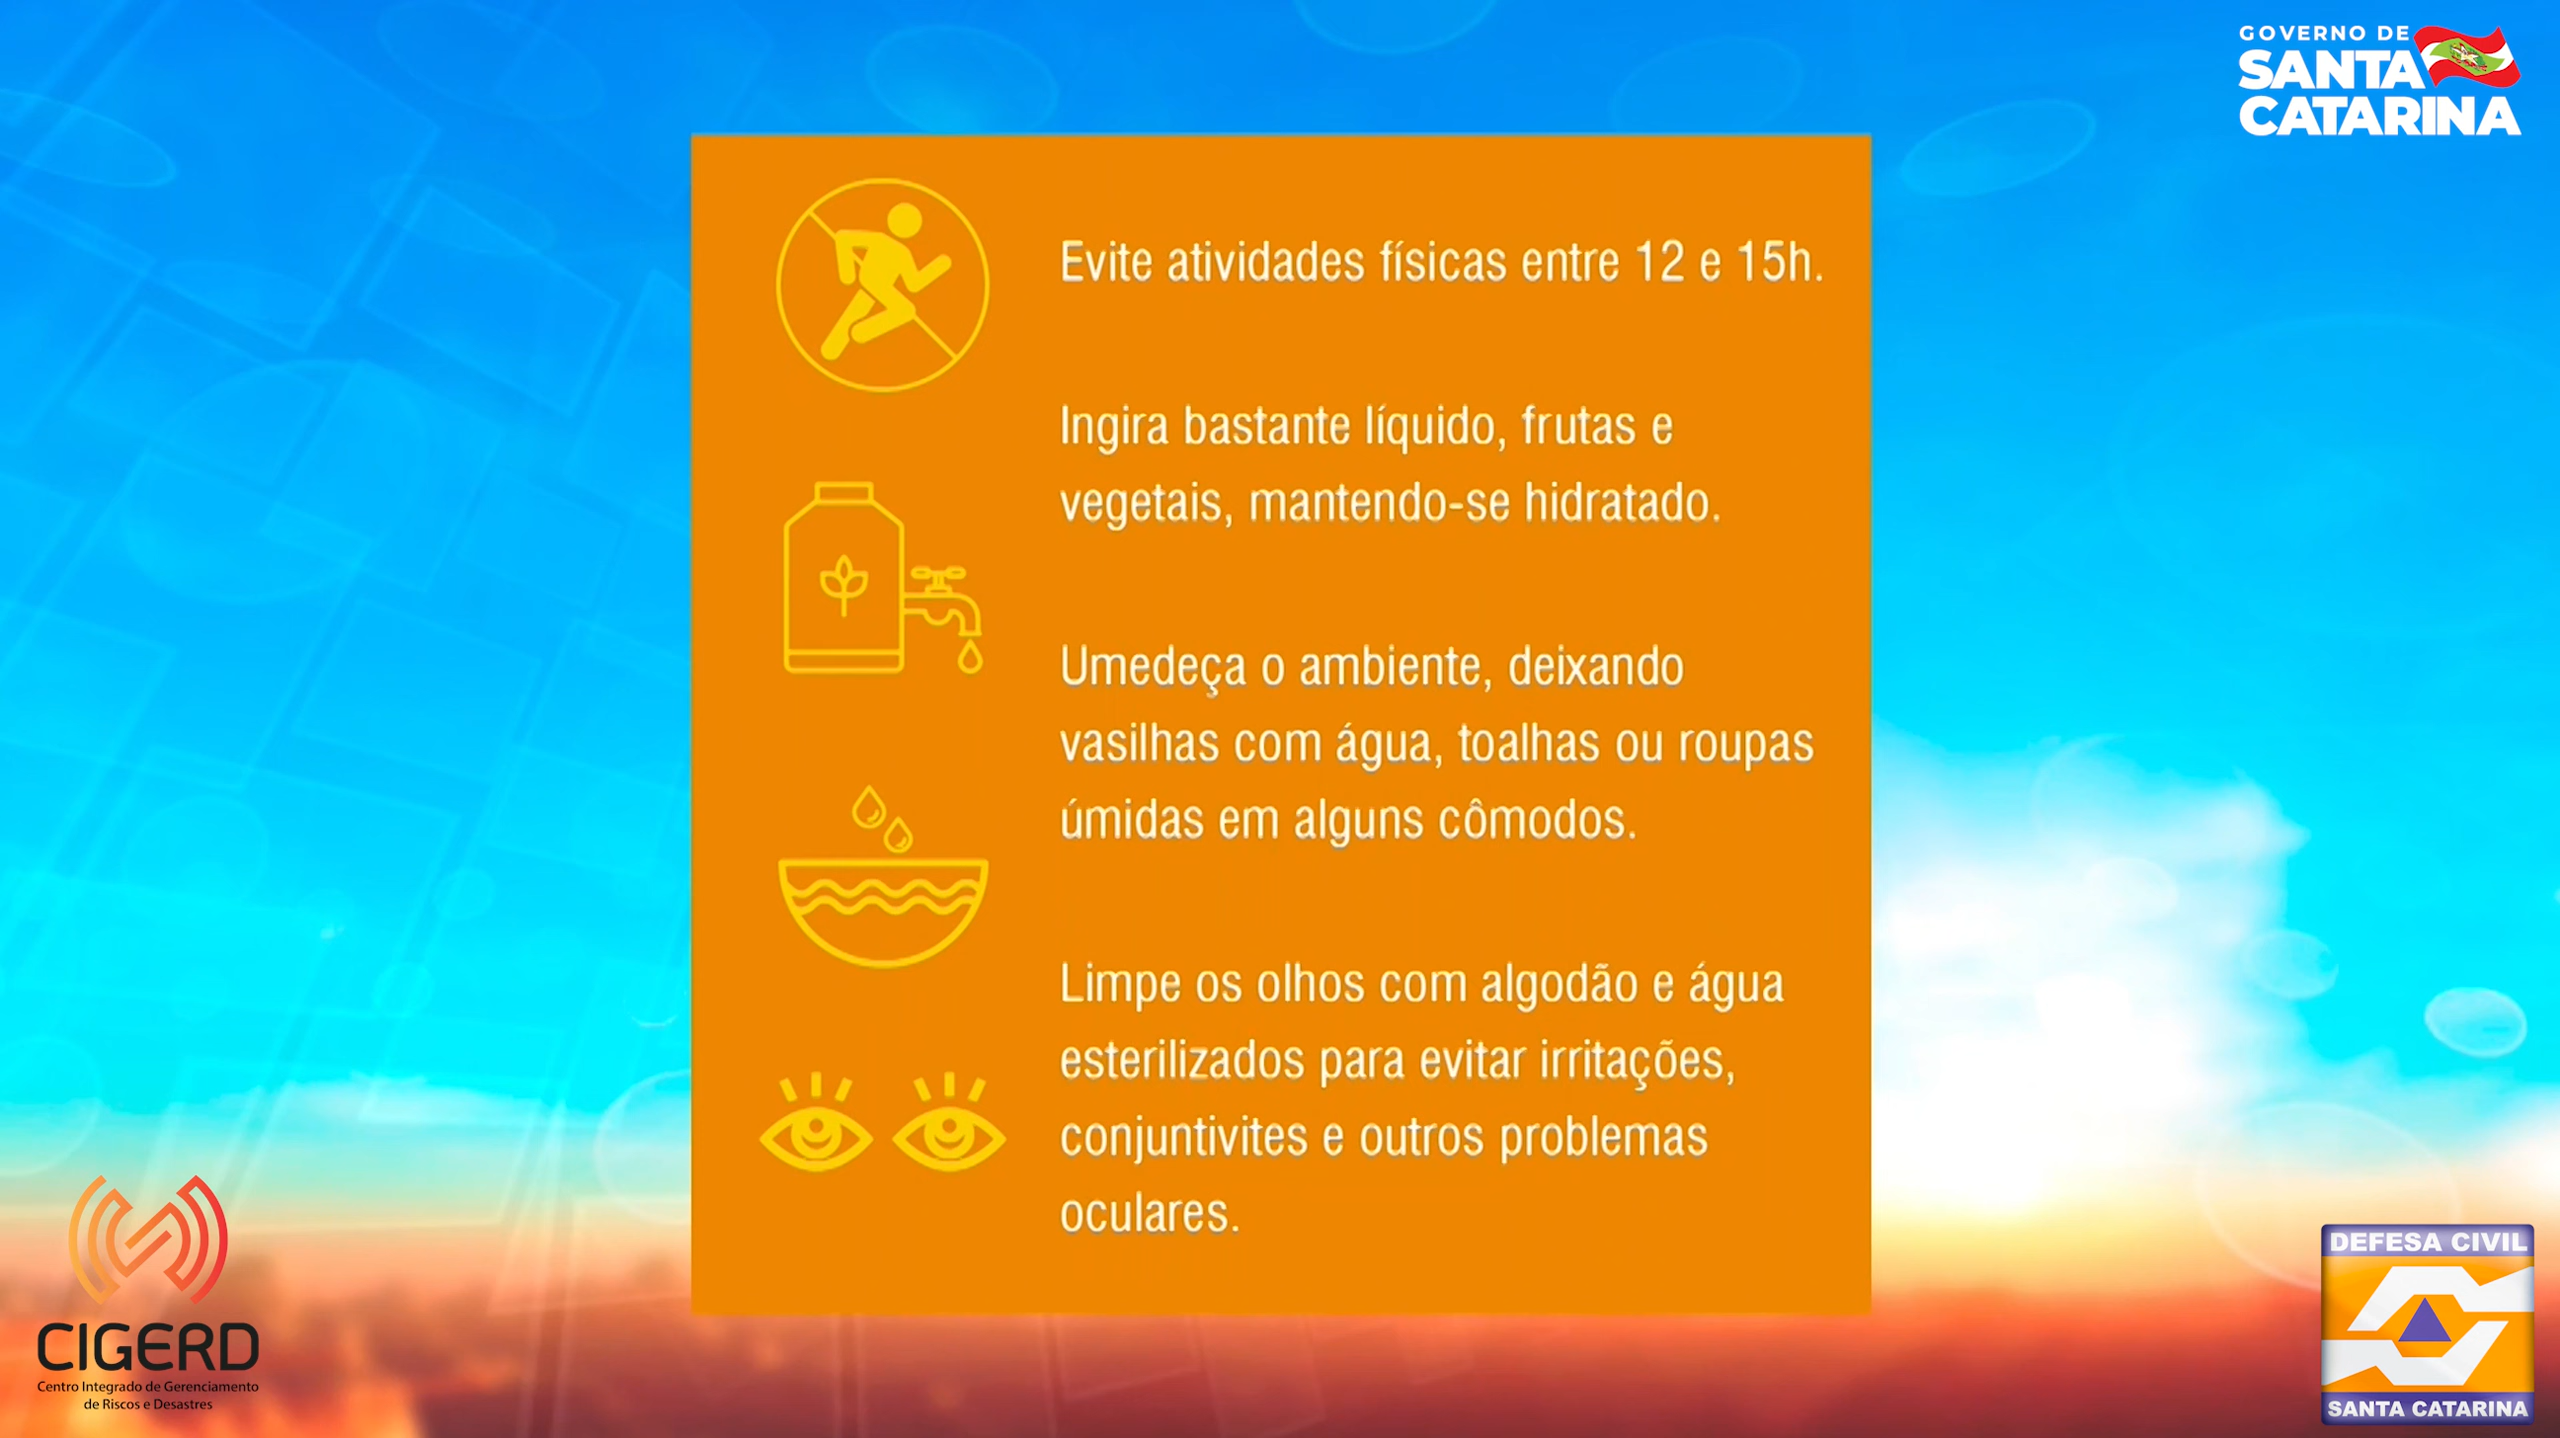 GOVERNO DE
SANTA
CATARINA
Evite atividades físicas entre 12 e 15h.
Ingira bastante líquido, frutas e
vegetais, mantendo-se hidratado.
Umedeça o ambiente, deixando
vasilhas com água, toalhas ou roupas
úmidas em alguns cômodos.
Limpe os olhos com algodão e água
esterilizados para evitar irritações,
conjuntivites e outros problemas
oculares.
CIGERD
Centro Integrado de Gerenciamento
de Riscos e Desastres
DEFESA CIVIL
SANTA CATARINA